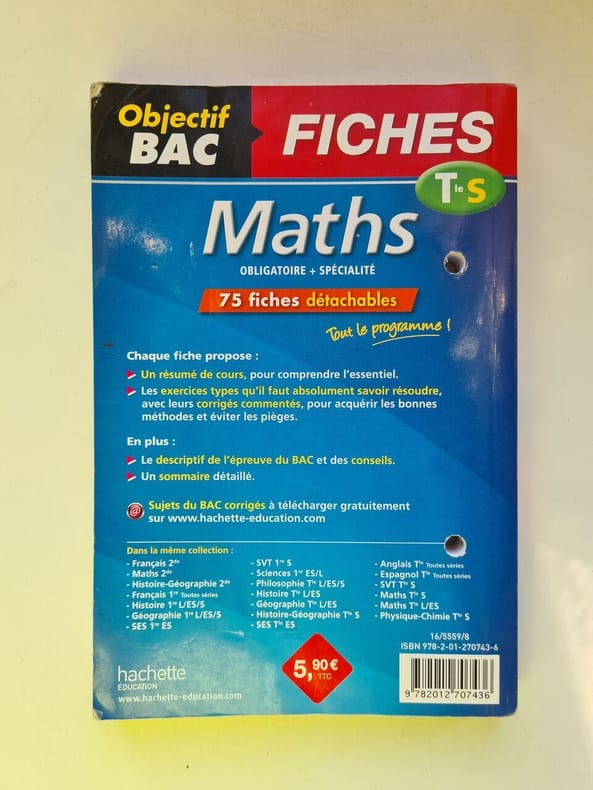 Objectif
BAC
FICHES
Tle S
Maths
OBLIGATOIRE + SPÉCIALITÉ
75 fiches détachables
Tout le programme !
Chaque fiche propose :
Un résumé de cours, pour comprendre l'essentiel.
Les exercices types qu'il faut absolument savoir résoudre,
avec leurs corrigés commentés, pour acquérir les bonnes
méthodes et éviter les pièges.
En plus :
Le descriptif de l'épreuve du BAC et des conseils.
Un sommaire détaillé.
@ Sujets du BAC corrigés à télécharger gratuitement
sur www.hachette-education.com
Dans la même collection :
- Français 2de
- Maths 2de
- Histoire-Géographie 2de
- Français 1re Toutes séries
- Histoire 1re L/ES/S
- Géographie 1re L/ES/S
- SES 1re ES
- SVT 1re S
- Sciences 1re ES/L
- Philosophie Tle L/ES/S
- Histoire Tle L/ES
- Géographie Tle L/ES
- Histoire-Géographie Tle S
- SES Tle ES
- Anglais Tle Toutes séries
- Espagnol Tle Toutes séries
- SVT Tle S
- Maths Tle S
- Maths Tle L/ES
- Physique-Chimie Tle S
16/5559/8
ISBN 978-2-01-270743-6
hachette
ÉDUCATION
www.hachette-education.com
5,90 €
TTC
9 782012 707436